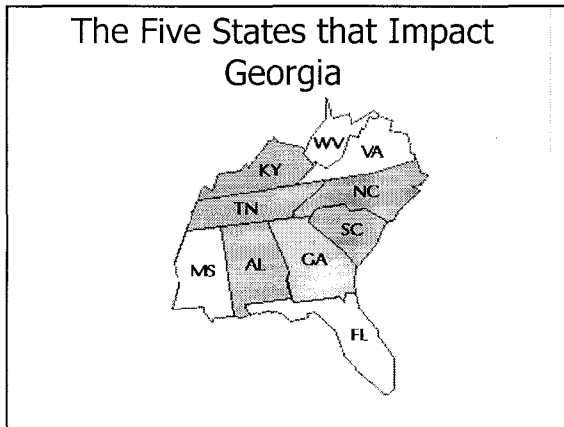 The Five States that Impact
Georgia
WV
VA
KY
NC
TN
SC
MS
AL
GA
FL